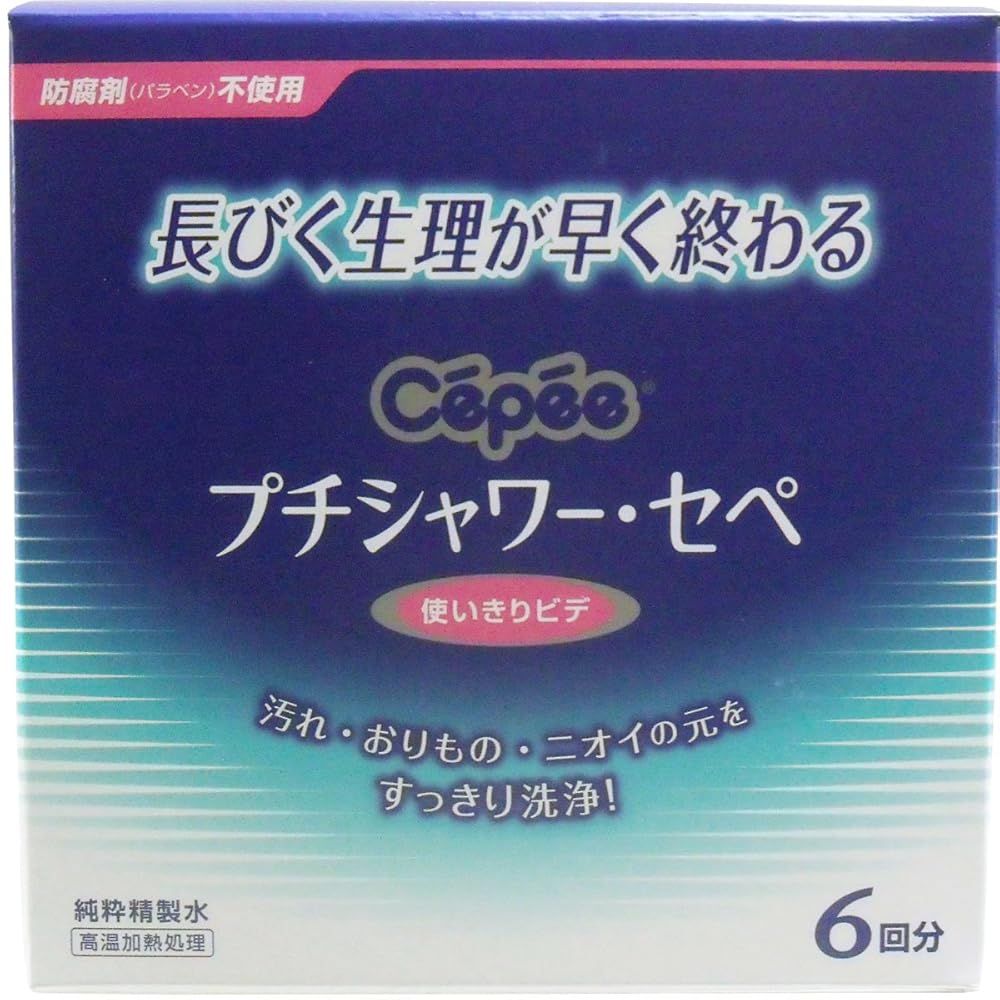 防腐剤(パラベン)不使用
長びく生理が早く終わる
Cépée®
プチシャワー・セペ
使いきりビデ
汚れ・おりもの・ニオイの元を
すっきり洗浄!
純粋精製水
高温加熱処理
6回分